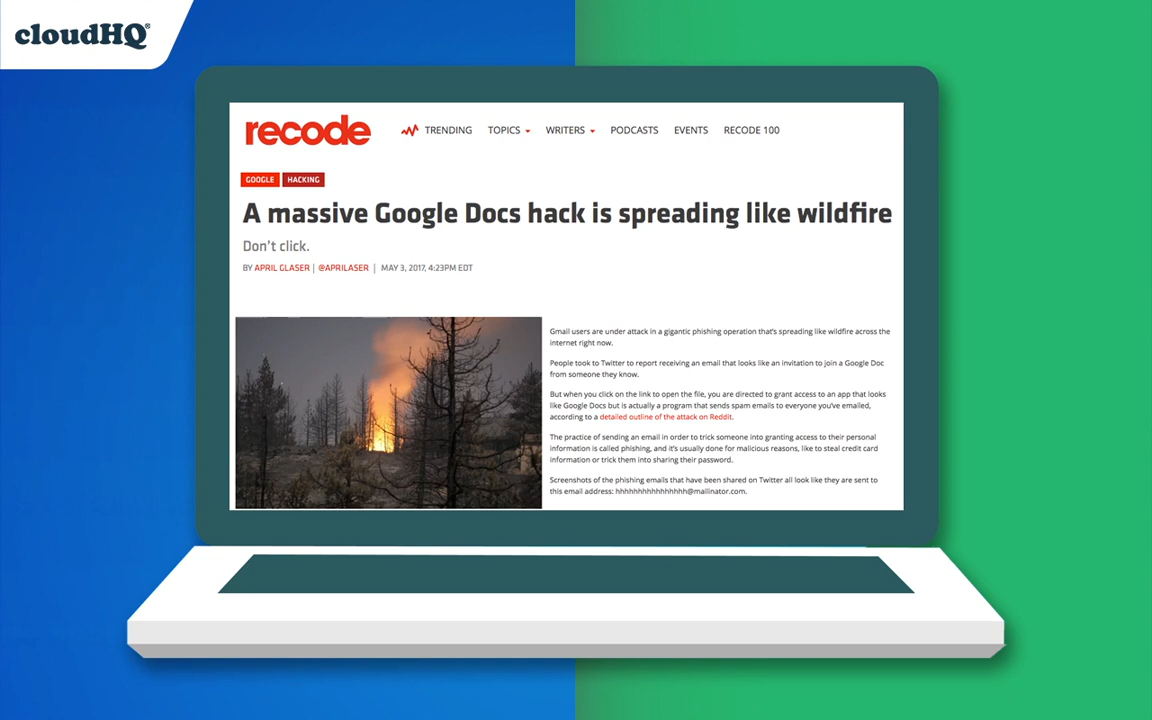 cloudHQ®
recode
TRENDING TOPICS WRITERS PODCASTS EVENTS RECODE 100
GOOGLE HACKING
A massive Google Docs hack is spreading like wildfire
Don't click.
BY APRIL GLASER | @APRILASER | MAY 3, 2017, 4:23PM EDT
Gmail users are under attack in a gigantic phishing operation that's spreading like wildfire across the
internet right now.
People took to Twitter to report receiving an email that looks like an invitation to join a Google Doc
from someone they know.
But when you click on the link to open the file, you are directed to grant access to an app that looks
like Google Docs but is actually a program that sends spam emails to everyone you've emailed,
according to a detailed outline of the attack on Reddit.
The practice of sending an email in order to trick someone into granting access to their personal
information is called phishing, and it's usually done for malicious reasons, like to steal credit card
information or trick them into sharing their password.
Screenshots of the phishing emails that have been shared on Twitter all look like they are sent to
this email address: hhhhhhhhhhhhhhhh@mailinator.com.